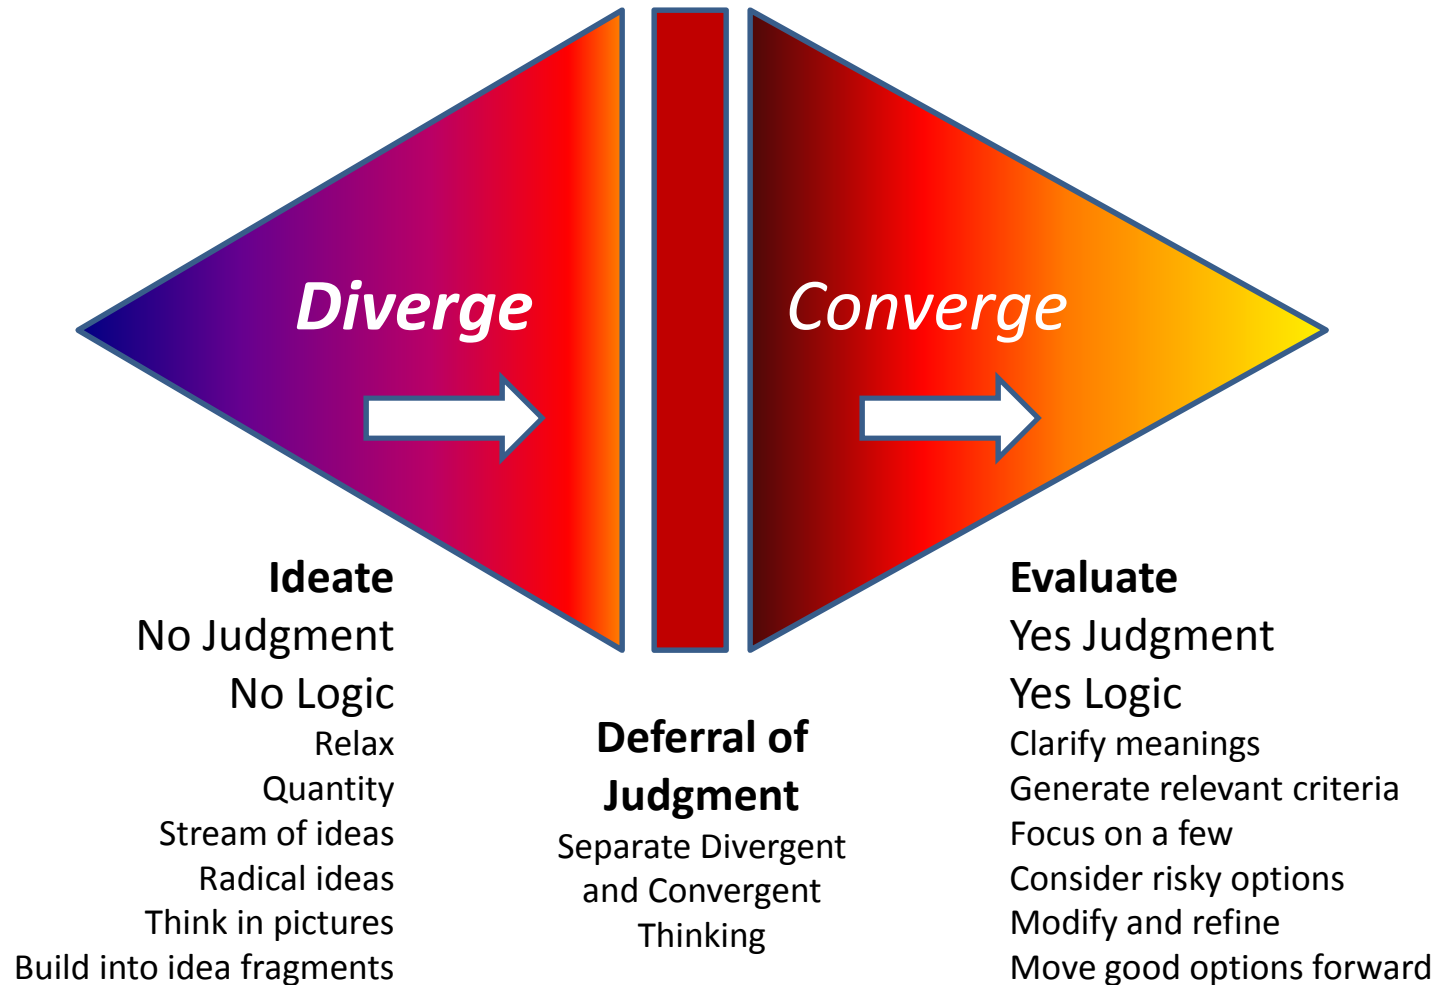 Diverge
Converge
Ideate
No Judgment
No Logic
Relax
Quantity
Stream of ideas
Radical ideas
Think in pictures
Build into idea fragments
Deferral of
Judgment
Separate Divergent
and Convergent
Thinking
Evaluate
Yes Judgment
Yes Logic
Clarify meanings
Generate relevant criteria
Focus on a few
Consider risky options
Modify and refine
Move good options forward